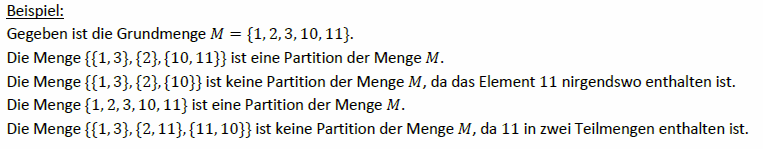 Beispiel:
Gegeben ist die Grundmenge M = {1, 2, 3, 10, 11}.
Die Menge {{1, 3}, {2}, {10, 11}} ist eine Partition der Menge M.
Die Menge {{1, 3}, {2}, {10}} ist keine Partition der Menge M, da das Element 11 nirgendswo enthalten ist.
Die Menge {1, 2, 3, 10, 11} ist eine Partition der Menge M.
Die Menge {{1, 3}, {2, 11}, {11, 10}} ist keine Partition der Menge M, da 11 in zwei Teilmengen enthalten ist.